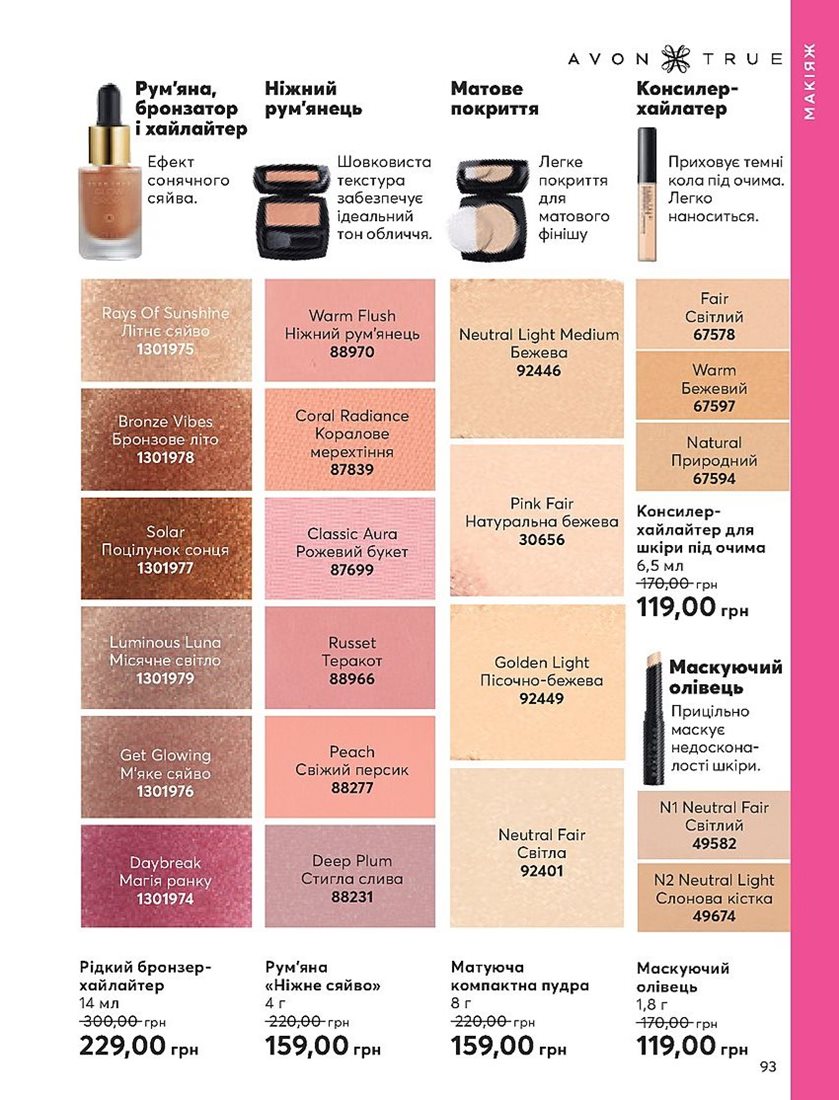 AVON TRUE
МАКІЯЖ
Рум'яна,
бронзатор
і хайлайтер
Ефект
сонячного
сяйва.
Rays Of Sunshine
Літнє сяйво
1301975
Bronze Vibes
Бронзове літо
1301978
Solar
Поцілунок сонця
1301977
Luminous Luna
Місячне світло
1301979
Get Glowing
М'яке сяйво
1301976
Daybreak
Магія ранку
1301974
Рідкий бронзер-
хайлайтер
14 мл
300,00 грн
229,00 грн
Ніжний
рум'янець
Шовковиста
текстура
забезпечує
ідеальний
тон обличчя.
Warm Flush
Ніжний рум'янець
88970
Coral Radiance
Коралове
мерехтіння
87839
Classic Aura
Рожевий букет
87699
Russet
Теракот
88966
Peach
Свіжий персик
88277
Deep Plum
Стигла слива
88231
Рум'яна
«Ніжне сяйво»
4 г
220,00 грн
159,00 грн
Матове
покриття
Легке
покриття
для
матового
фінішу
Neutral Light Medium
Бежева
92446
Pink Fair
Натуральна бежева
30656
Golden Light
Пісочно-бежева
92449
Neutral Fair
Світла
92401
Матуюча
компактна пудра
8 г
220,00 грн
159,00 грн
Консилер-
хайлатер
Приховує темні
кола під очима.
Легко
наноситься.
Fair
Світлий
67578
Warm
Бежевий
67597
Natural
Природний
67594
Консилер-
хайлайтер для
шкіри під очима
6,5 мл
170,00 грн
119,00 грн
Маскуючий
олівець
Прицільно
маскує
недоскона-
лості шкіри.
N1 Neutral Fair
Світлий
49582
N2 Neutral Light
Слонова кістка
49674
Маскуючий
олівець
1,8 г
170,00 грн
119,00 грн
93